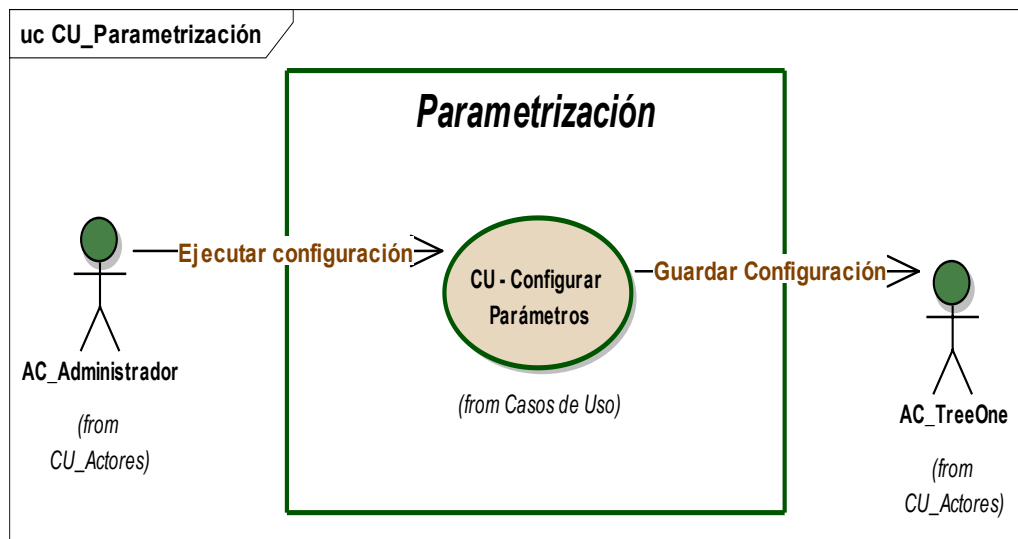 uc CU_Parametrización
Parametrización
Ejecutar configuración
CU - Configurar
Parámetros
Guardar Configuración
AC_Administrador
(from
CU_Actores)
(from Casos de Uso)
AC_TreeOne
(from
CU_Actores)